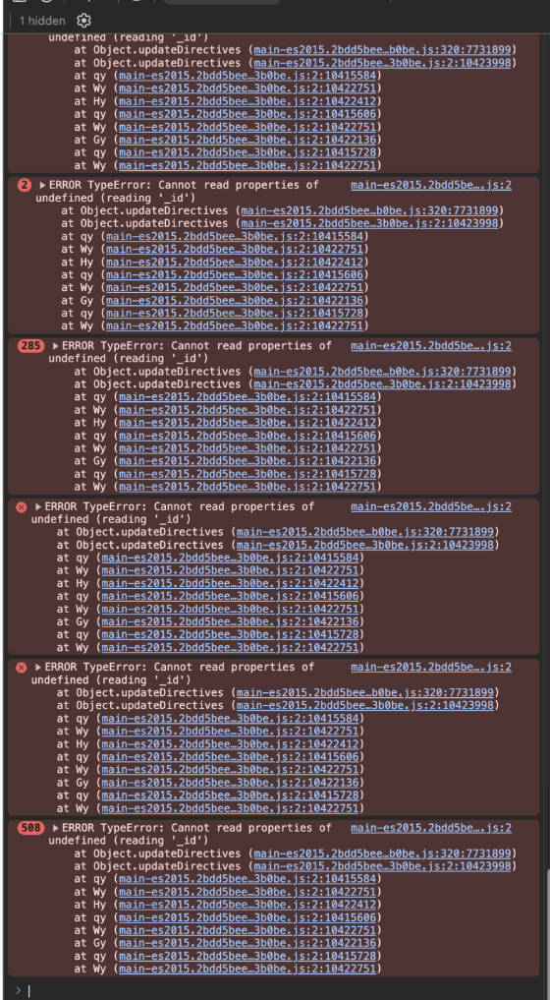 1 hidden
undefined (reading '_id')
at Object.updateDirectives (main-es2015.2bdd5bee…b0be.js:320:7731899)
at Object.updateDirectives (main-es2015.2bdd5bee…3b0be.js:2:10423998)
at qy (main-es2015.2bdd5bee…3b0be.js:2:10415584)
at Wy (main-es2015.2bdd5bee…3b0be.js:2:10422751)
at Hy (main-es2015.2bdd5bee…3b0be.js:2:10422412)
at qy (main-es2015.2bdd5bee…3b0be.js:2:10415606)
at Wy (main-es2015.2bdd5bee…3b0be.js:2:10422751)
at Gy (main-es2015.2bdd5bee…3b0be.js:2:10422136)
at qy (main-es2015.2bdd5bee…3b0be.js:2:10415728)
at Wy (main-es2015.2bdd5bee…3b0be.js:2:10422751)
2 ▶ERROR TypeError: Cannot read properties of main-es2015.2bdd5be….js:2
undefined (reading '_id')
at Object.updateDirectives (main-es2015.2bdd5bee…b0be.js:320:7731899)
at Object.updateDirectives (main-es2015.2bdd5bee…3b0be.js:2:10423998)
at qy (main-es2015.2bdd5bee…3b0be.js:2:10415584)
at Wy (main-es2015.2bdd5bee…3b0be.js:2:10422751)
at Hy (main-es2015.2bdd5bee…3b0be.js:2:10422412)
at qy (main-es2015.2bdd5bee…3b0be.js:2:10415606)
at Wy (main-es2015.2bdd5bee…3b0be.js:2:10422751)
at Gy (main-es2015.2bdd5bee…3b0be.js:2:10422136)
at qy (main-es2015.2bdd5bee…3b0be.js:2:10415728)
at Wy (main-es2015.2bdd5bee…3b0be.js:2:10422751)
285 ▶ERROR TypeError: Cannot read properties of main-es2015.2bdd5be….js:2
undefined (reading '_id')
at Object.updateDirectives (main-es2015.2bdd5bee…b0be.js:320:7731899)
at Object.updateDirectives (main-es2015.2bdd5bee…3b0be.js:2:10423998)
at qy (main-es2015.2bdd5bee…3b0be.js:2:10415584)
at Wy (main-es2015.2bdd5bee…3b0be.js:2:10422751)
at Hy (main-es2015.2bdd5bee…3b0be.js:2:10422412)
at qy (main-es2015.2bdd5bee…3b0be.js:2:10415606)
at Wy (main-es2015.2bdd5bee…3b0be.js:2:10422751)
at Gy (main-es2015.2bdd5bee…3b0be.js:2:10422136)
at qy (main-es2015.2bdd5bee…3b0be.js:2:10415728)
at Wy (main-es2015.2bdd5bee…3b0be.js:2:10422751)
▶ERROR TypeError: Cannot read properties of main-es2015.2bdd5be….js:2
undefined (reading '_id')
at Object.updateDirectives (main-es2015.2bdd5bee…b0be.js:320:7731899)
at Object.updateDirectives (main-es2015.2bdd5bee…3b0be.js:2:10423998)
at qy (main-es2015.2bdd5bee…3b0be.js:2:10415584)
at Wy (main-es2015.2bdd5bee…3b0be.js:2:10422751)
at Hy (main-es2015.2bdd5bee…3b0be.js:2:10422412)
at qy (main-es2015.2bdd5bee…3b0be.js:2:10415606)
at Wy (main-es2015.2bdd5bee…3b0be.js:2:10422751)
at Gy (main-es2015.2bdd5bee…3b0be.js:2:10422136)
at qy (main-es2015.2bdd5bee…3b0be.js:2:10415728)
at Wy (main-es2015.2bdd5bee…3b0be.js:2:10422751)
▶ERROR TypeError: Cannot read properties of main-es2015.2bdd5be….js:2
undefined (reading '_id')
at Object.updateDirectives (main-es2015.2bdd5bee…b0be.js:320:7731899)
at Object.updateDirectives (main-es2015.2bdd5bee…3b0be.js:2:10423998)
at qy (main-es2015.2bdd5bee…3b0be.js:2:10415584)
at Wy (main-es2015.2bdd5bee…3b0be.js:2:10422751)
at Hy (main-es2015.2bdd5bee…3b0be.js:2:10422412)
at qy (main-es2015.2bdd5bee…3b0be.js:2:10415606)
at Wy (main-es2015.2bdd5bee…3b0be.js:2:10422751)
at Gy (main-es2015.2bdd5bee…3b0be.js:2:10422136)
at qy (main-es2015.2bdd5bee…3b0be.js:2:10415728)
at Wy (main-es2015.2bdd5bee…3b0be.js:2:10422751)
508 ▶ERROR TypeError: Cannot read properties of main-es2015.2bdd5be….js:2
undefined (reading '_id')
at Object.updateDirectives (main-es2015.2bdd5bee…b0be.js:320:7731899)
at Object.updateDirectives (main-es2015.2bdd5bee…3b0be.js:2:10423998)
at qy (main-es2015.2bdd5bee…3b0be.js:2:10415584)
at Wy (main-es2015.2bdd5bee…3b0be.js:2:10422751)
at Hy (main-es2015.2bdd5bee…3b0be.js:2:10422412)
at qy (main-es2015.2bdd5bee…3b0be.js:2:10415606)
at Wy (main-es2015.2bdd5bee…3b0be.js:2:10422751)
at Gy (main-es2015.2bdd5bee…3b0be.js:2:10422136)
at qy (main-es2015.2bdd5bee…3b0be.js:2:10415728)
at Wy (main-es2015.2bdd5bee…3b0be.js:2:10422751)